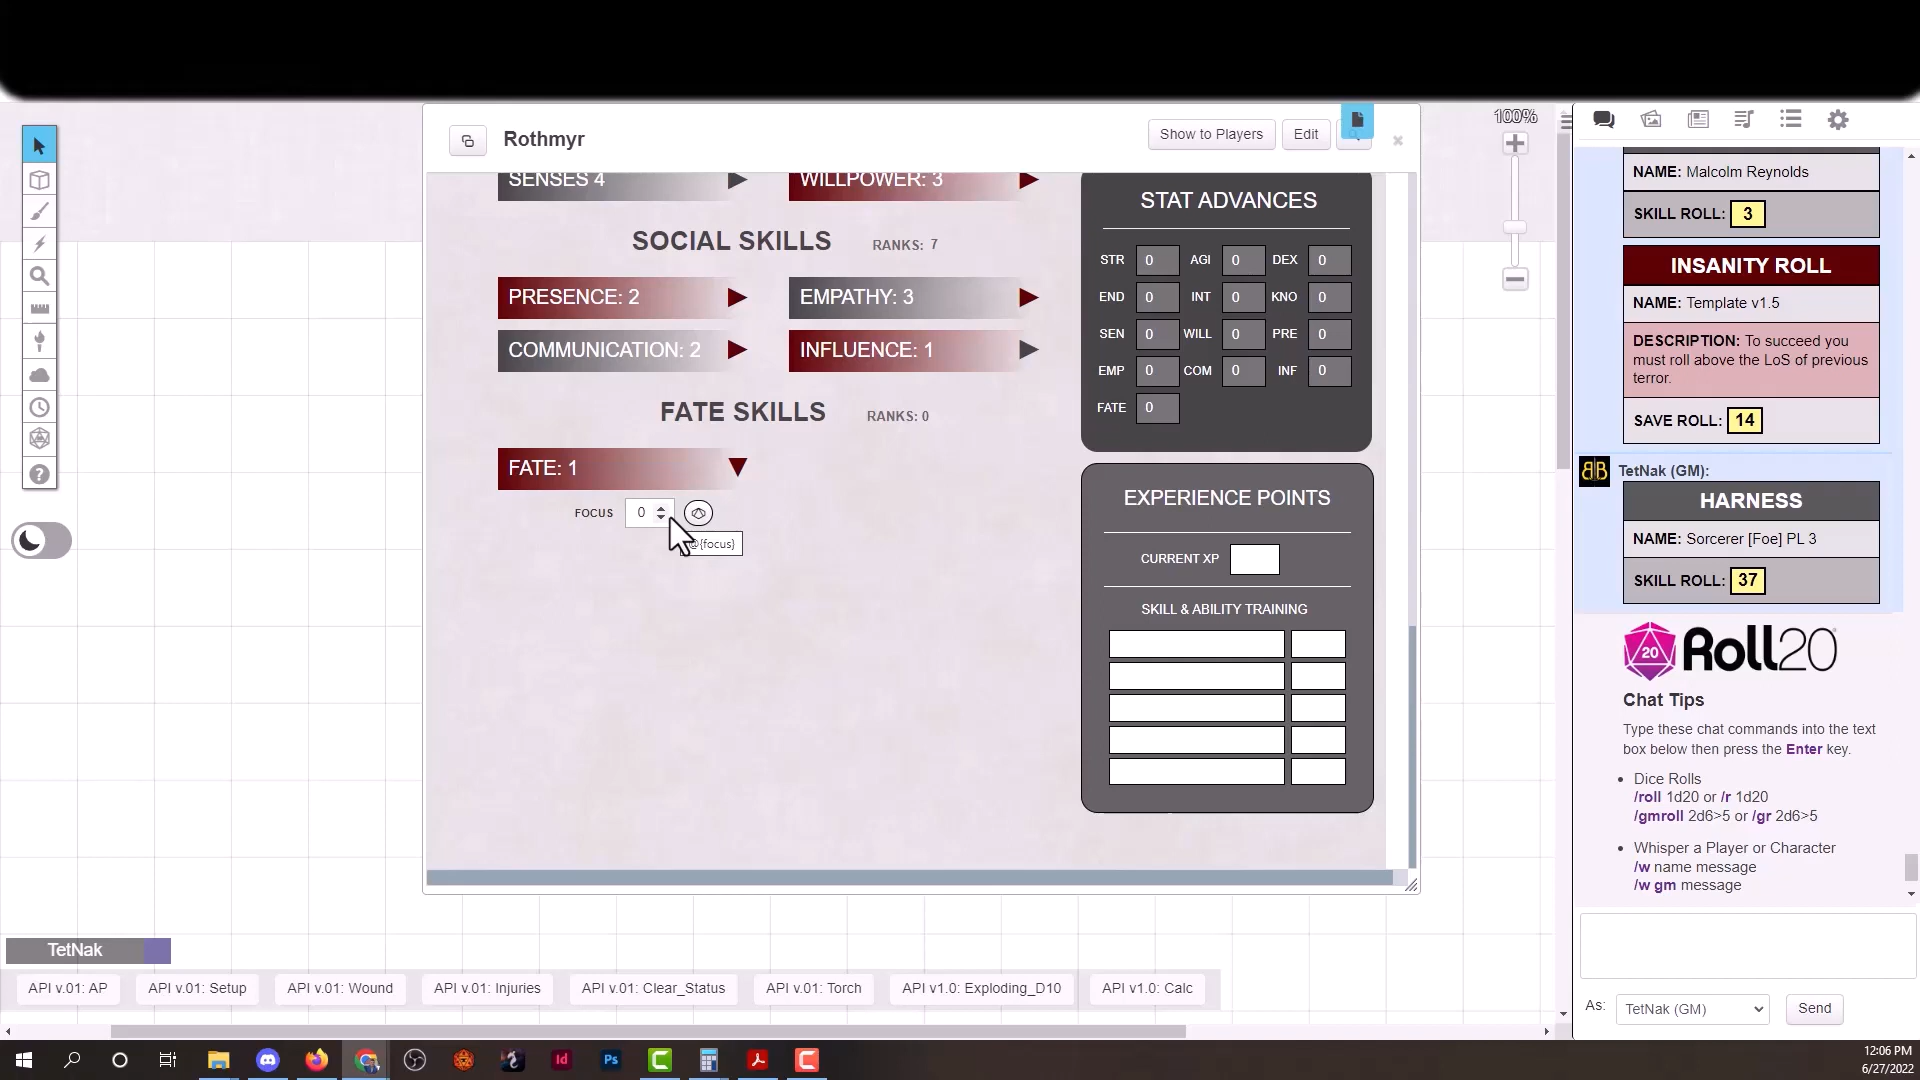 Rothmyr
Show to Players
Edit
100%
SENSES 4
WILLPOWER: 3
SOCIAL SKILLS
RANKS: 7
PRESENCE: 2
EMPATHY: 3
COMMUNICATION: 2
INFLUENCE: 1
FATE SKILLS
RANKS: 0
FATE: 1
FOCUS
0
@{focus}
STAT ADVANCES
STR 0 AGI 0 DEX 0
END 0 INT 0 KNO 0
SEN 0 WILL 0 PRE 0
EMP 0 COM 0 INF 0
FATE 0
EXPERIENCE POINTS
CURRENT XP
SKILL & ABILITY TRAINING
NAME: Malcolm Reynolds
SKILL ROLL: 3
INSANITY ROLL
NAME: Template v1.5
DESCRIPTION: To succeed you
must roll above the LoS of previous
terror.
SAVE ROLL: 14
TetNak (GM):
HARNESS
NAME: Sorcerer [Foe] PL 3
SKILL ROLL: 37
20
Roll20
Chat Tips
Type these chat commands into the text
box below then press the Enter key.
Dice Rolls
/roll 1d20 or /r 1d20
/gmroll 2d6>5 or /gr 2d6>5
Whisper a Player or Character
/w name message
/w gm message
As:
TetNak (GM)
Send
TetNak
API v.01: AP
API v.01: Setup
API v.01: Wound
API v.01: Injuries
API v.01: Clear_Status
API v.01: Torch
API v1.0: Exploding_D10
API v1.0: Calc
Id
Ps
12:06 PM
6/27/2022